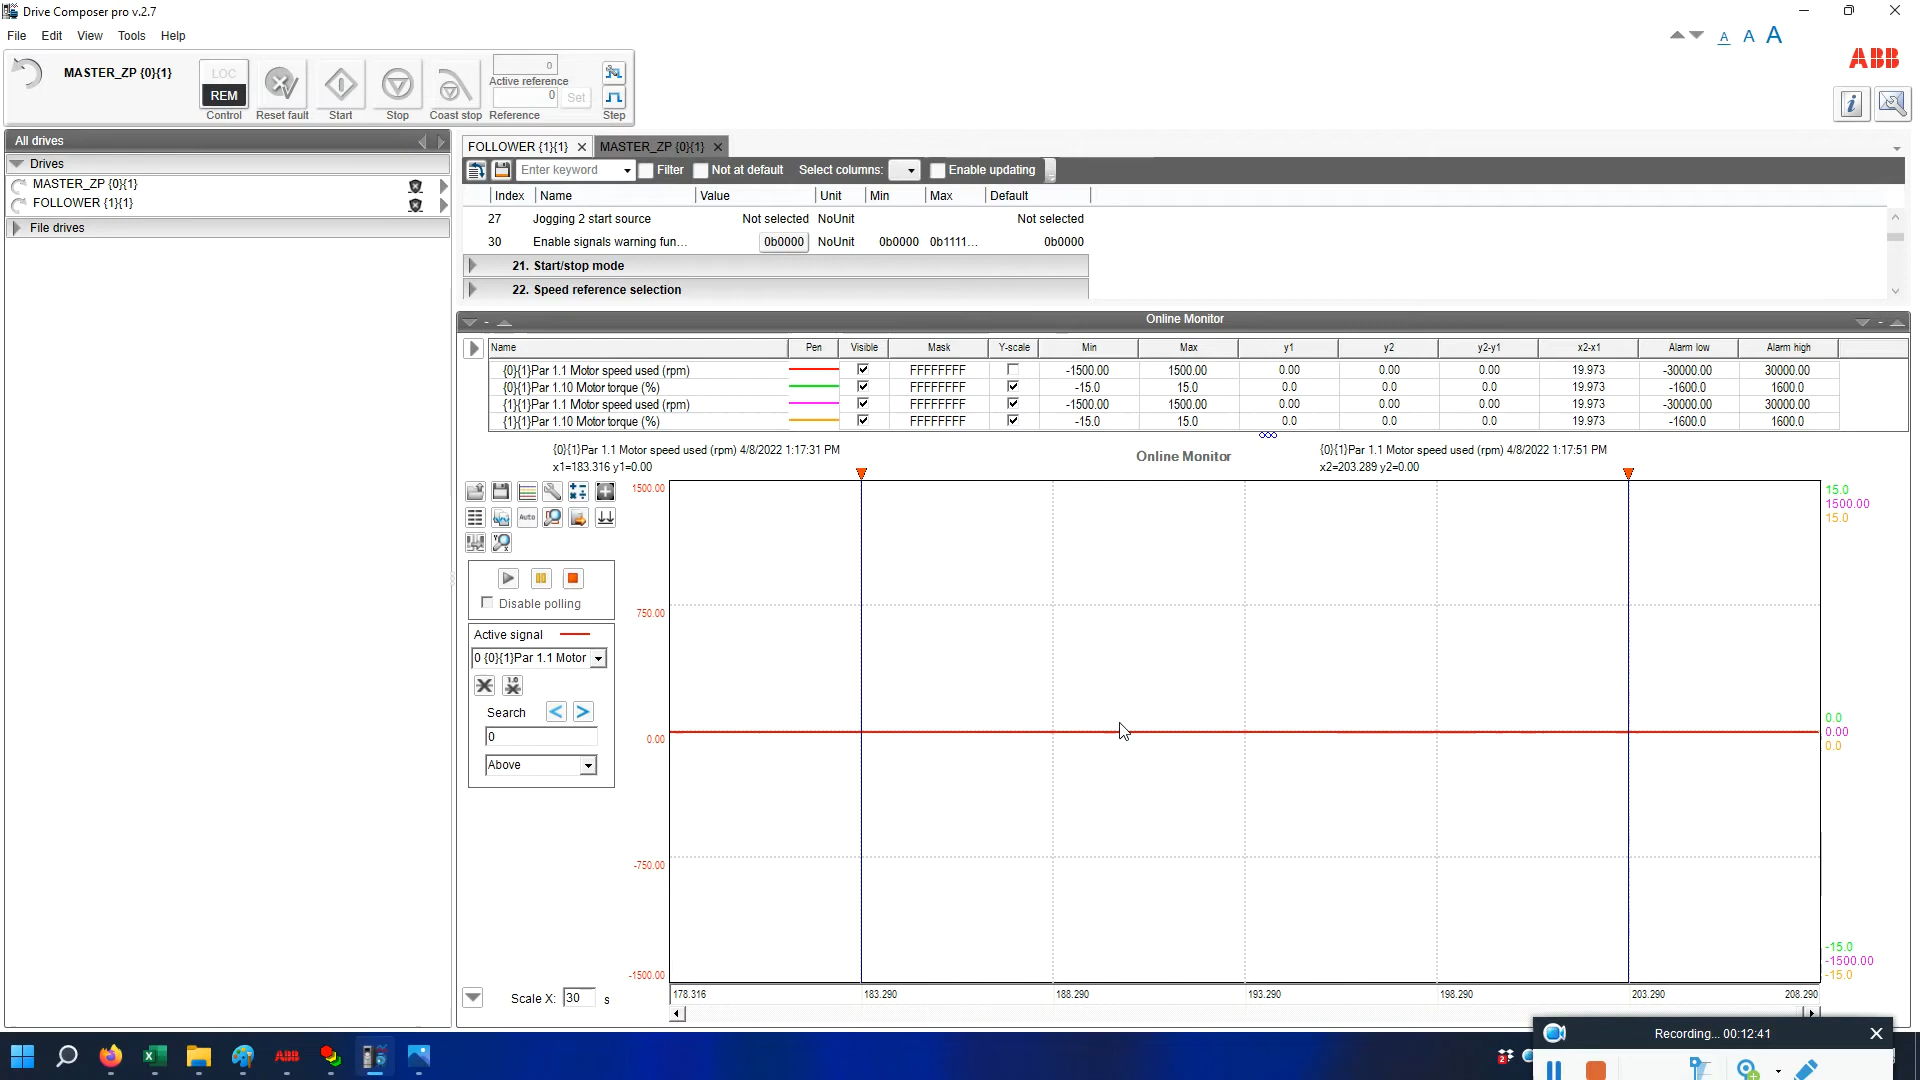 Drive Composer pro v.2.7
File Edit View Tools Help
A A A
ABB
MASTER_ZP {0}{1}
LOC
REM
Control
Reset fault
Start
Stop
Coast stop
0
Active reference
0 Set
Reference
Step
All drives
Drives
MASTER_ZP {0}{1}
FOLLOWER {1}{1}
File drives
FOLLOWER {1}{1} MASTER_ZP {0}{1}
Enter keyword Filter Not at default Select columns: Enable updating
Index Name Value Unit Min Max Default
27 Jogging 2 start source Not selected NoUnit Not selected
30 Enable signals warning fun... 0b0000 NoUnit 0b0000 0b1111... 0b0000
21. Start/stop mode
22. Speed reference selection
Online Monitor
Name Pen Visible Mask Y-scale Min Max y1 y2 y2-y1 x2-x1 Alarm low Alarm high
{0}{1}Par 1.1 Motor speed used (rpm) FFFFFFFF -1500.00 1500.00 0.00 0.00 0.00 19.973 -30000.00 30000.00
{0}{1}Par 1.10 Motor torque (%) FFFFFFFF -15.0 15.0 0.0 0.0 0.0 19.973 -1600.0 1600.0
{1}{1}Par 1.1 Motor speed used (rpm) FFFFFFFF -1500.00 1500.00 0.00 0.00 0.00 19.973 -30000.00 30000.00
{1}{1}Par 1.10 Motor torque (%) FFFFFFFF -15.0 15.0 0.0 0.0 0.0 19.973 -1600.0 1600.0
{0}{1}Par 1.1 Motor speed used (rpm) 4/8/2022 1:17:31 PM
x1=183.316 y1=0.00
Online Monitor
{0}{1}Par 1.1 Motor speed used (rpm) 4/8/2022 1:17:51 PM
x2=203.289 y2=0.00
Auto
Disable polling
Active signal
0 {0}{1}Par 1.1 Motor
1.0
Search
0
Above
Scale X: 30 s
1500.00
750.00
0.00
-750.00
-1500.00
15.0
1500.00
15.0
0.0
0.00
0.0
-15.0
-1500.00
-15.0
178.316 183.290 188.290 193.290 198.290 203.290 208.290
Recording... 00:12:41
ABB
2